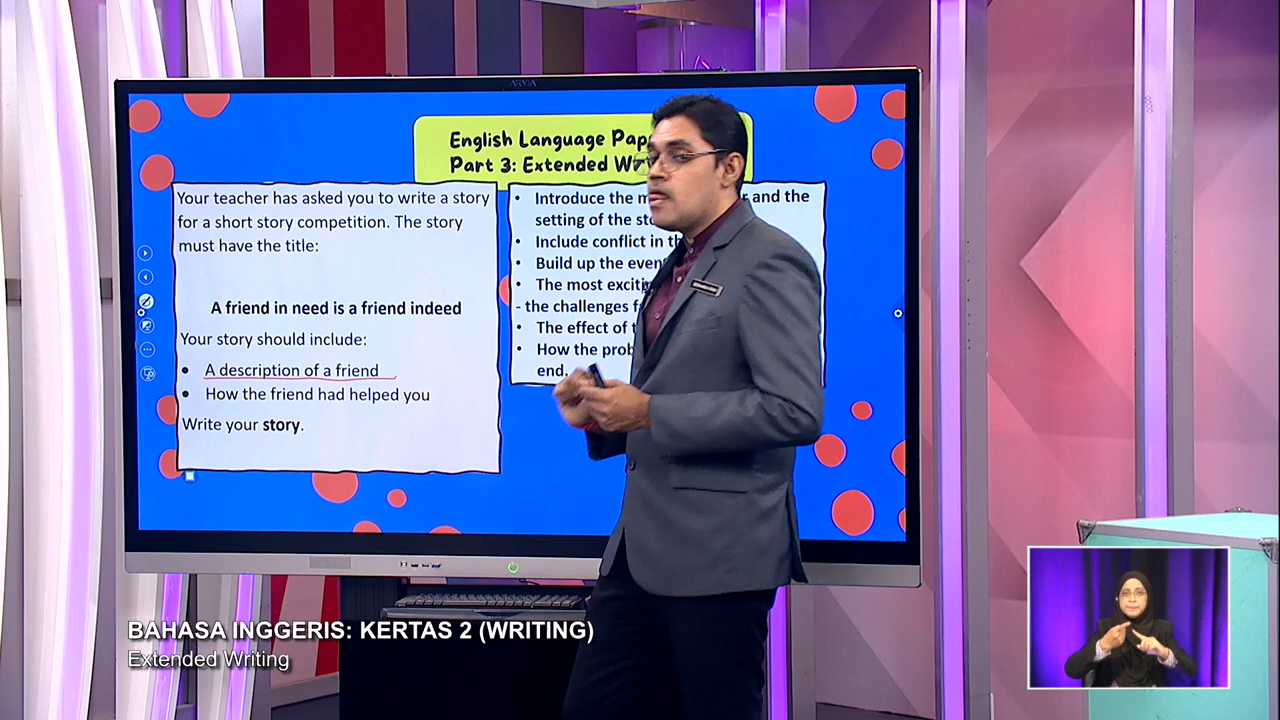 ARVIA
English Language Pap
Part 3: Extended Wr
Your teacher has asked you to write a story
for a short story competition. The story
must have the title:
A friend in need is a friend indeed
Your story should include:
• A description of a friend
• How the friend had helped you
Write your story.
• Introduce the m r and the
setting of the sto
• Include conflict in th
• Build up the even
• The most exciti
- the challenges f
• The effect of t
• How the prob
end.
BAHASA INGGERIS: KERTAS 2 (WRITING)
Extended Writing